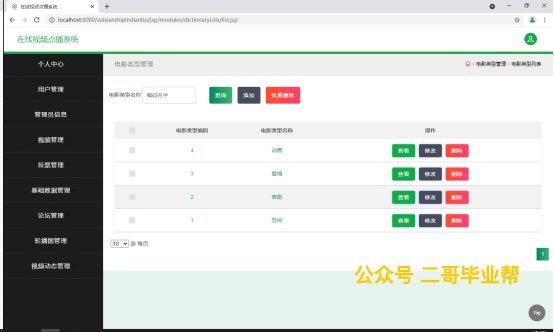 在线视频点播系统
localhost:8080/zaixianshipindianbo/jsp/modules/dictionaryLeix/list.jsp
在线视频点播系统
个人中心
用户管理
管理员信息
视频管理
投票管理
基础数据管理
论坛管理
轮播图管理
视频动态管理
电影类型管理
/ 电影类型管理 / 电影类型列表
电影类型名称
查询 添加 批量删除
电影类型编码 电影类型名称 操作
4 动漫 查看 修改 删除
3 爱情 查看 修改 删除
2 查看 修改 删除
1 恐怖 查看 修改 删除
10 条 每页
1
公众号 二哥毕业帮
Top